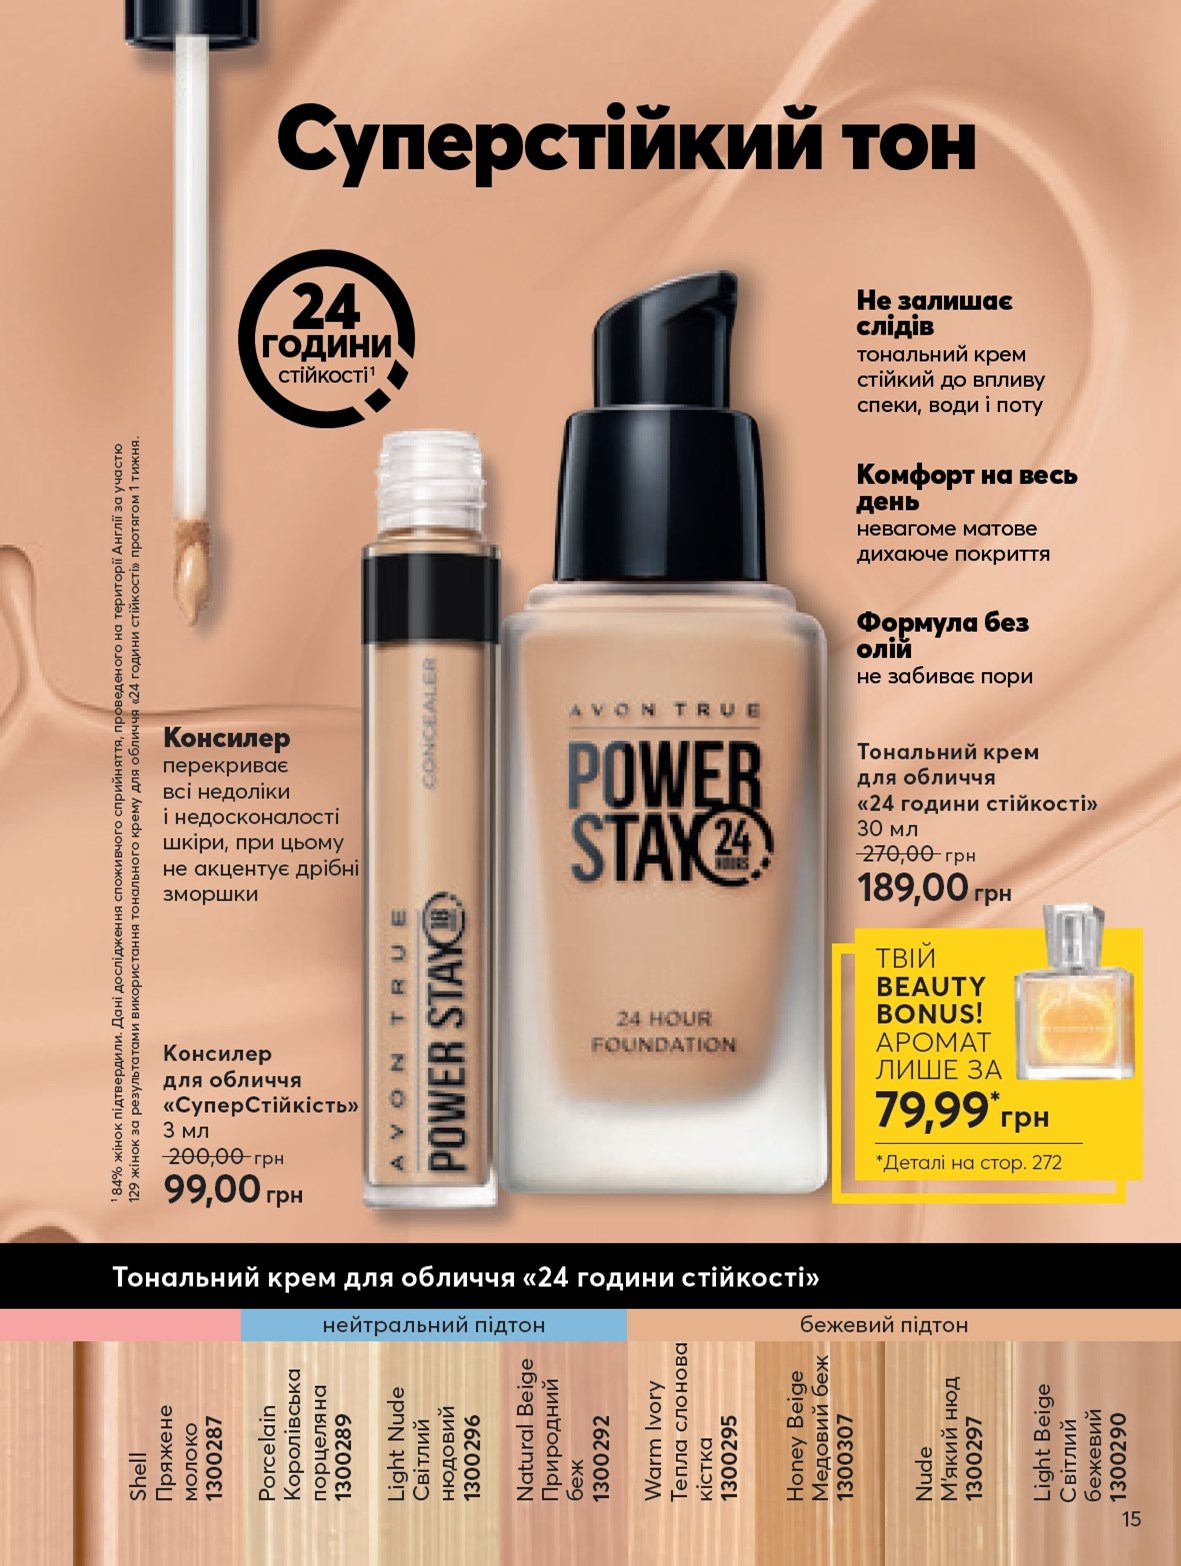 Суперстійкий тон
24
ГОДИНИ
стійкості¹
Не залишає
слідів
тональний крем
стійкий до впливу
спеки, води і поту
Комфорт на весь
день
невагоме матове
дихаюче покриття
Формула без
олій
не забиває пори
¹ 84% жінок підтвердили. Дані дослідження споживчого сприйняття, проведеного на території Англії за участю
129 жінок за результатами використання тонального крему для обличчя «24 години стійкості» протягом 1 тижня.
Консилер
перекриває
всі недоліки
і недосконалості
шкіри, при цьому
не акцентує дрібні
зморшки
CONCEALER
AVON TRUE
POWER STAY 18
AVON TRUE
POWER
STAY 24
HOURS
24 HOUR
FOUNDATION
Тональний крем
для обличчя
«24 години стійкості»
30 мл
270,00 грн
189,00 грн
ТВІЙ
BEAUTY
BONUS!
АРОМАТ
ЛИШЕ ЗА
79,99* грн
*Деталі на стор. 272
Консилер
для обличчя
«СуперСтійкість»
3 мл
200,00 грн
99,00 грн
Тональний крем для обличчя «24 години стійкості»
нейтральний підтон
бежевий підтон
Shell
Пряжене
молоко
1300287
Porcelain
Королівська
порцеляна
1300289
Light Nude
Світлий
нюдовий
1300296
Natural Beige
Природний
беж
1300292
Warm Ivory
Тепла слонова
кістка
1300295
Honey Beige
Медовий беж
1300307
Nude
М'який нюд
1300297
Light Beige
Світлий
бежевий
1300290
15